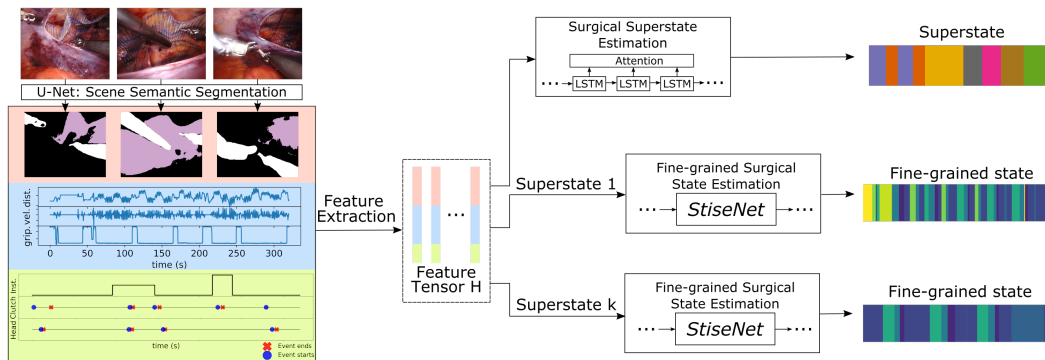 U-Net: Scene Semantic Segmentation
grip. vel. dist.
0 50 100 150 200 250 300
time (s)
Head Clutch Inst.
time (s)
Event ends
Event starts
Feature
Extraction
...
Feature
Tensor H
Surgical Superstate
Estimation
Attention
... LSTM LSTM LSTM ...
Superstate
Superstate 1
Fine-grained Surgical
State Estimation
... StiseNet ...
Fine-grained state
Superstate k
Fine-grained Surgical
State Estimation
... StiseNet ...
Fine-grained state